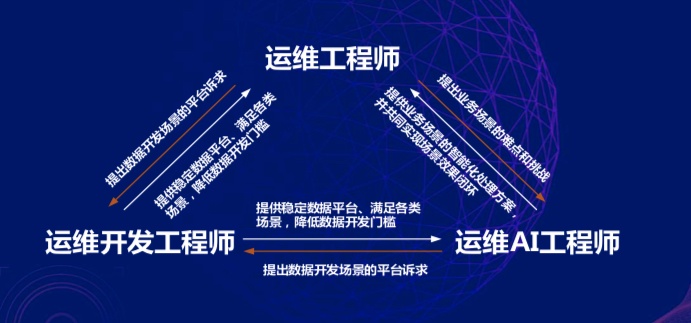 运维工程师
提出数据开发场景的平台诉求
提供稳定数据平台、满足各类
场景，降低数据开发门槛
提出业务场景的难点和挑战
提供业务场景的智能化处理方案，
并共同实现场景效果闭环
提供稳定数据平台、满足各类
场景，降低数据开发门槛
运维开发工程师
运维AI工程师
提出数据开发场景的平台诉求